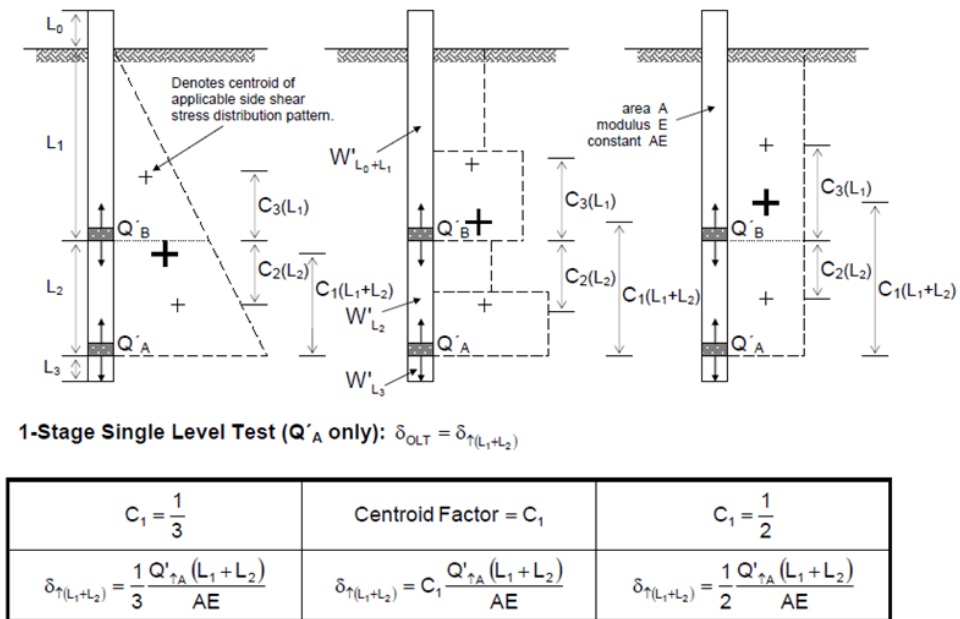 L₀
L₁
L₂
L₃
Denotes centroid of
applicable side shear
stress distribution pattern.
Q´B
Q´A
C₃(L₁)
C₂(L₂)
C₁(L₁+L₂)
W'L₀+L₁
W'L₂
W'L₃
Q´B
Q´A
C₃(L₁)
C₂(L₂)
C₁(L₁+L₂)
area A
modulus E
constant AE
Q´B
Q´A
C₃(L₁)
C₂(L₂)
C₁(L₁+L₂)
1-Stage Single Level Test (Q´A only): δOLT = δ↑(L₁+L₂)
C₁ = 1/3
Centroid Factor = C₁
C₁ = 1/2
δ↑(L₁+L₂) = 1/3 Q'↑A (L₁ + L₂)/AE
δ↑(L₁+L₂) = C₁ Q'↑A (L₁ + L₂)/AE
δ↑(L₁+L₂) = 1/2 Q'↑A (L₁ + L₂)/AE